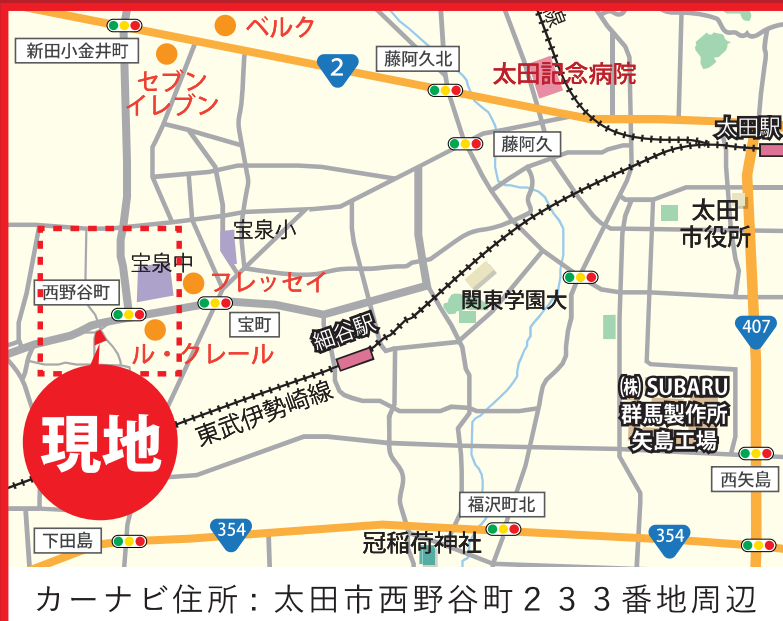 ベルク
新田小金井町
セブン
イレブン
2
藤阿久北
太田記念病院
線
太田駅
藤阿久
太田
市役所
宝泉小
宝泉中
フレッセイ
西野谷町
宝町
ル・クレール
細谷駅
関東学園大
407
㈱SUBARU
群馬製作所
矢島工場
現地
東武伊勢崎線
西矢島
福沢町北
下田島
354
冠稲荷神社
354
カーナビ住所：太田市西野谷町２３３番地周辺